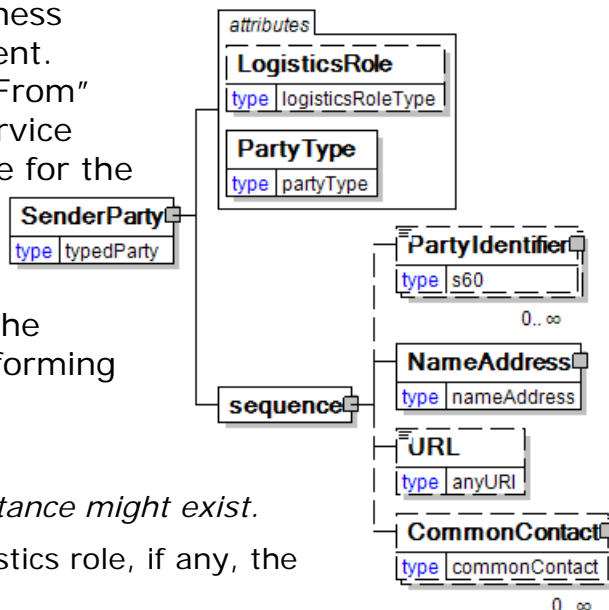 ness
ent.
From"
rvice
e for the
he
forming
tance might exist.
stics role, if any, the
attributes
LogisticsRole
type logisticsRoleType
PartyType
type partyType
SenderParty
type typedParty
PartyIdentifier
type s60
0.. ∞
NameAddress
type nameAddress
sequence
URL
type anyURI
CommonContact
type commonContact
0.. ∞